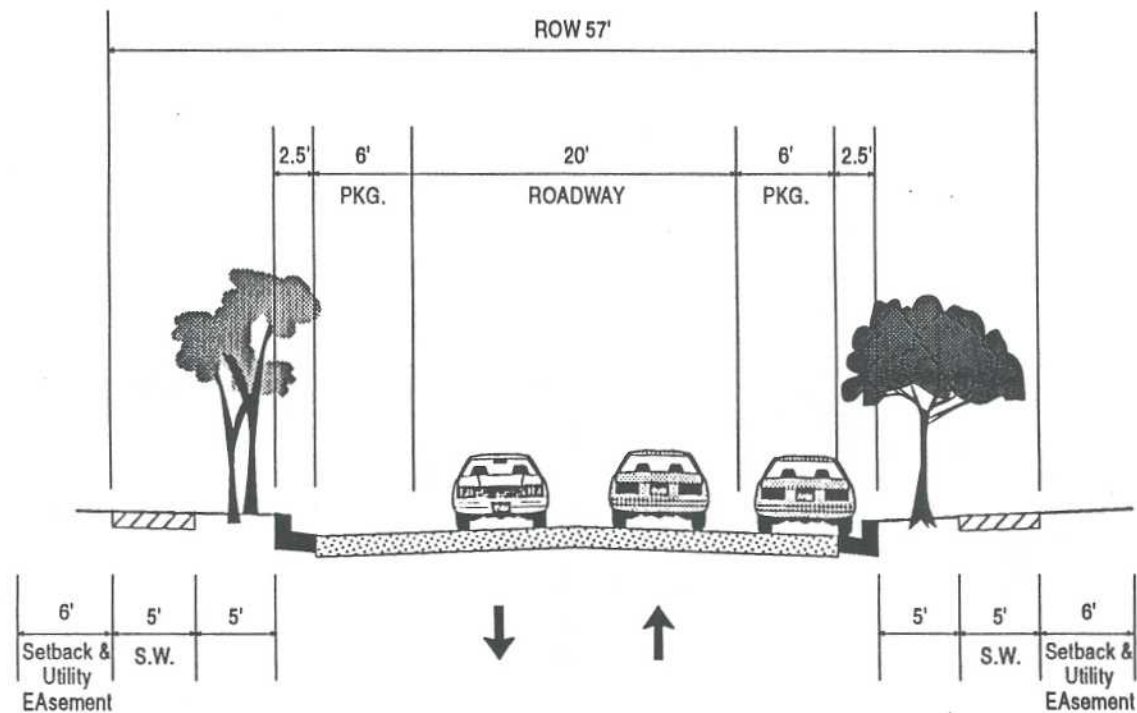 ROW 57'
2.5' 6' 20' 6' 2.5'
PKG. ROADWAY PKG.
6' 5' 5' 5' 5' 6'
Setback & S.W. S.W. Setback &
Utility Utility
EAsement EAsement